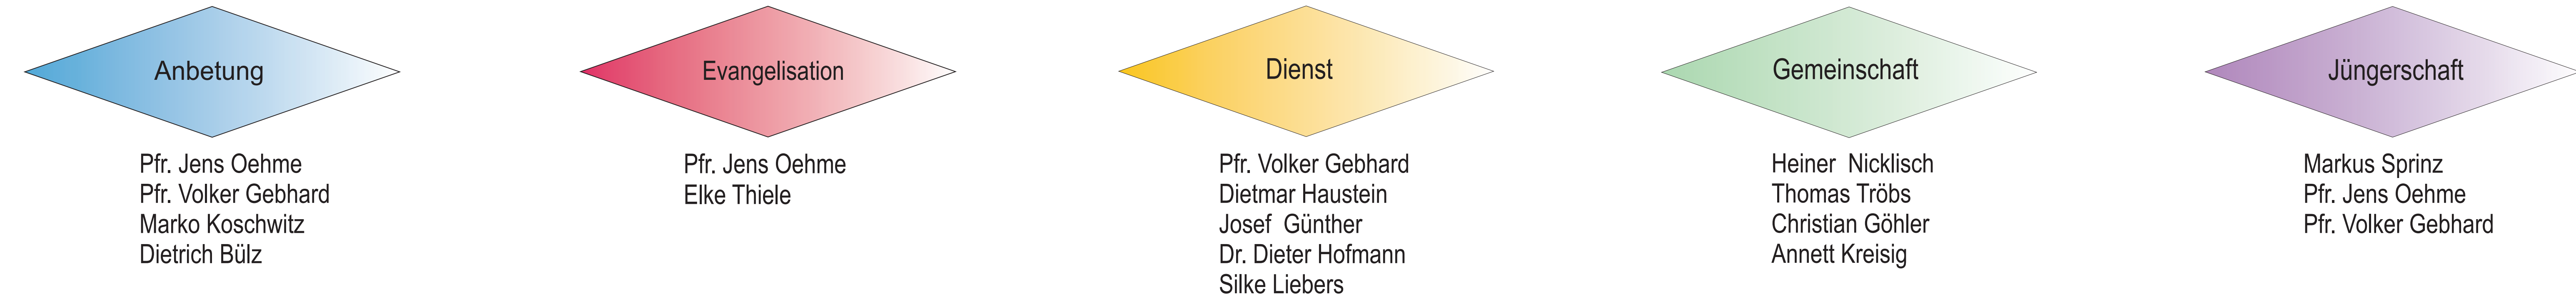 Anbetung
Pfr. Jens Oehme
Pfr. Volker Gebhard
Marko Koschwitz
Dietrich Bülz
Evangelisation
Pfr. Jens Oehme
Elke Thiele
Dienst
Pfr. Volker Gebhard
Dietmar Haustein
Josef  Günther
Dr. Dieter Hofmann
Silke Liebers
Gemeinschaft
Heiner  Nicklisch
Thomas Tröbs
Christian Göhler
Annett Kreisig
Jüngerschaft
Markus Sprinz
Pfr. Jens Oehme
Pfr. Volker Gebhard